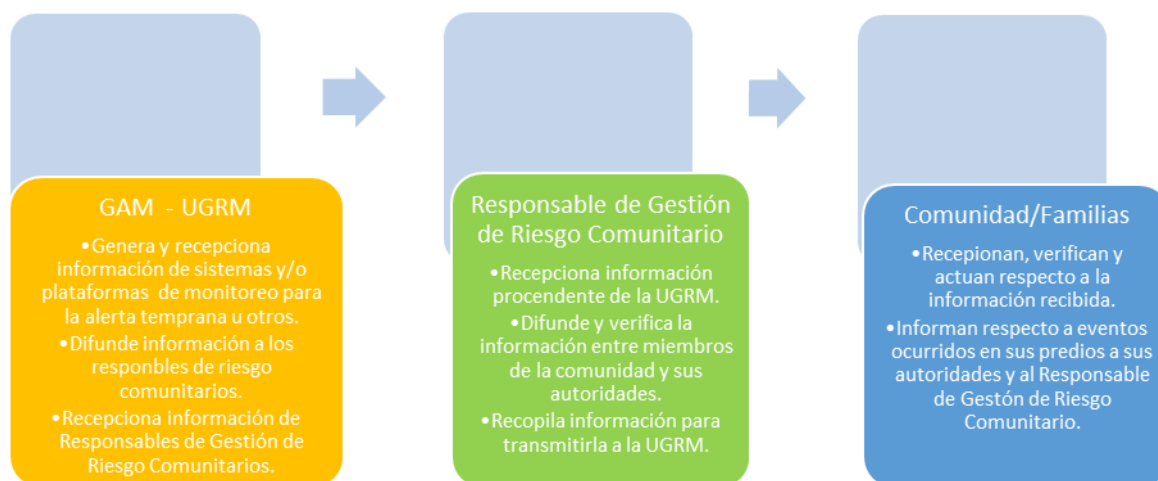 GAM - UGRM
•Genera y recepciona
información de sistemas y/o
plataformas de monitoreo para
la alerta temprana u otros.
•Difunde información a los
responbles de riesgo
comunitarios.
•Recepciona información de
Responsables de Gestión de
Riesgo Comunitarios.
Responsable de Gestión
de Riesgo Comunitario
•Recepciona información
procendente de la UGRM.
•Difunde y verifica la
información entre miembros
de la comunidad y sus
autoridades.
•Recopila información para
transmitirla a la UGRM.
Comunidad/Familias
•Recepionan, verifican y
actuan respecto a la
información recibida.
•Informan respecto a eventos
ocurridos en sus predios a sus
autoridades y al Responsable
de Gestón de Riesgo
Comunitario.